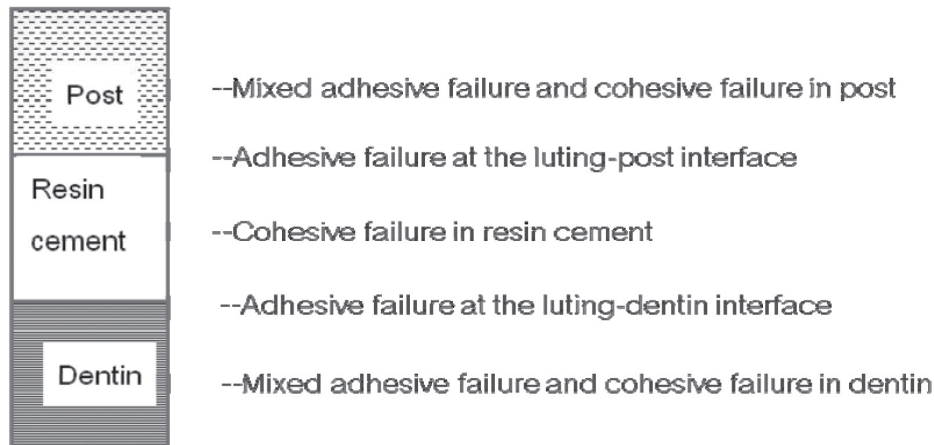 Post
--Mixed adhesive failure and cohesive failure in post
--Adhesive failure at the luting-post interface
Resin
cement
--Cohesive failure in resin cement
--Adhesive failure at the luting-dentin interface
Dentin
--Mixed adhesive failure and cohesive failure in dentin